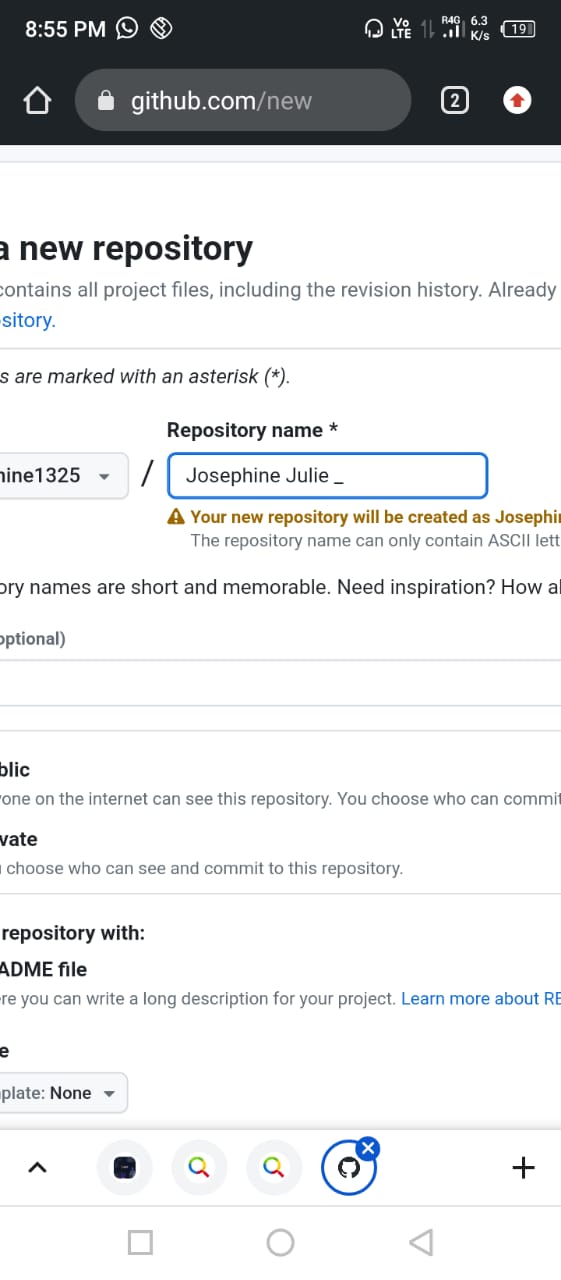 8:55 PM VoLTE R4G 6.3 K/s 19
github.com/new 2
a new repository
contains all project files, including the revision history. Already
sitory.
s are marked with an asterisk (*).
Repository name *
hine1325 / Josephine Julie _
Your new repository will be created as Josephin
The repository name can only contain ASCII lett
ory names are short and memorable. Need inspiration? How a
optional)
blic
one on the internet can see this repository. You choose who can commit
vate
choose who can see and commit to this repository.
repository with:
ADME file
re you can write a long description for your project. Learn more about RE
e
plate: None